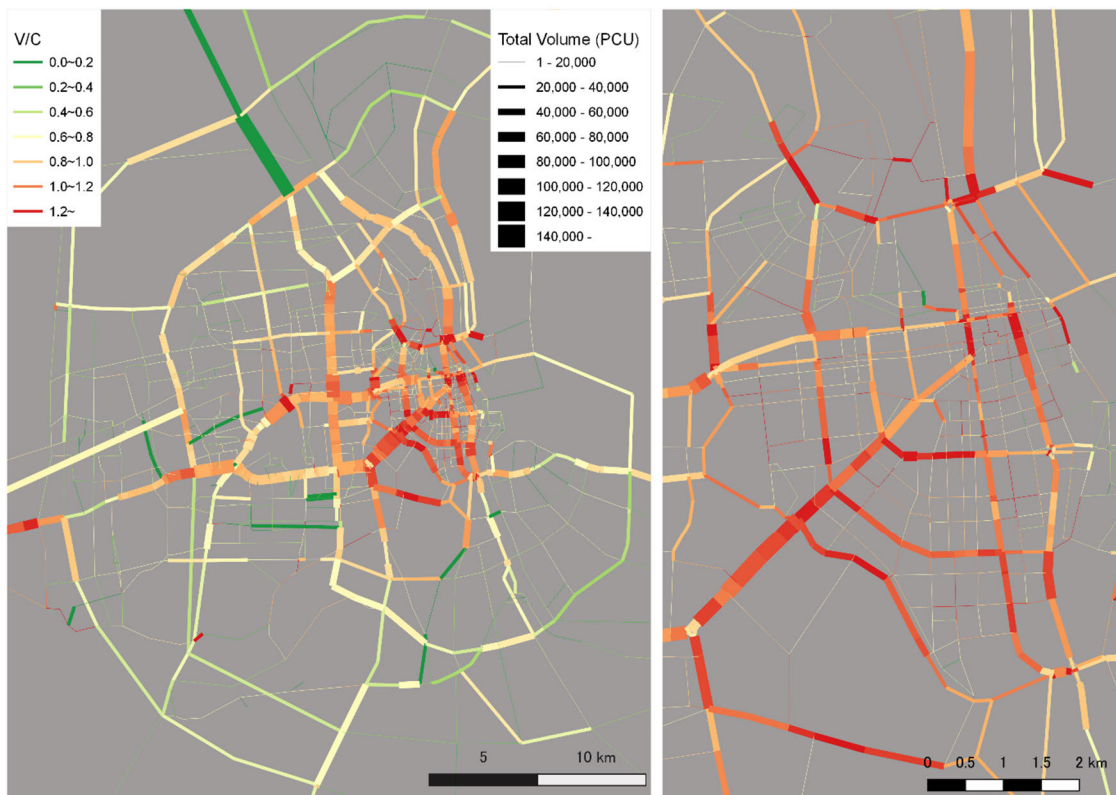 V/C
0.0~0.2
0.2~0.4
0.4~0.6
0.6~0.8
0.8~1.0
1.0~1.2
1.2~
Total Volume (PCU)
1 - 20,000
20,000 - 40,000
40,000 - 60,000
60,000 - 80,000
80,000 - 100,000
100,000 - 120,000
120,000 - 140,000
140,000 -
5 10 km
0 0.5 1 1.5 2 km